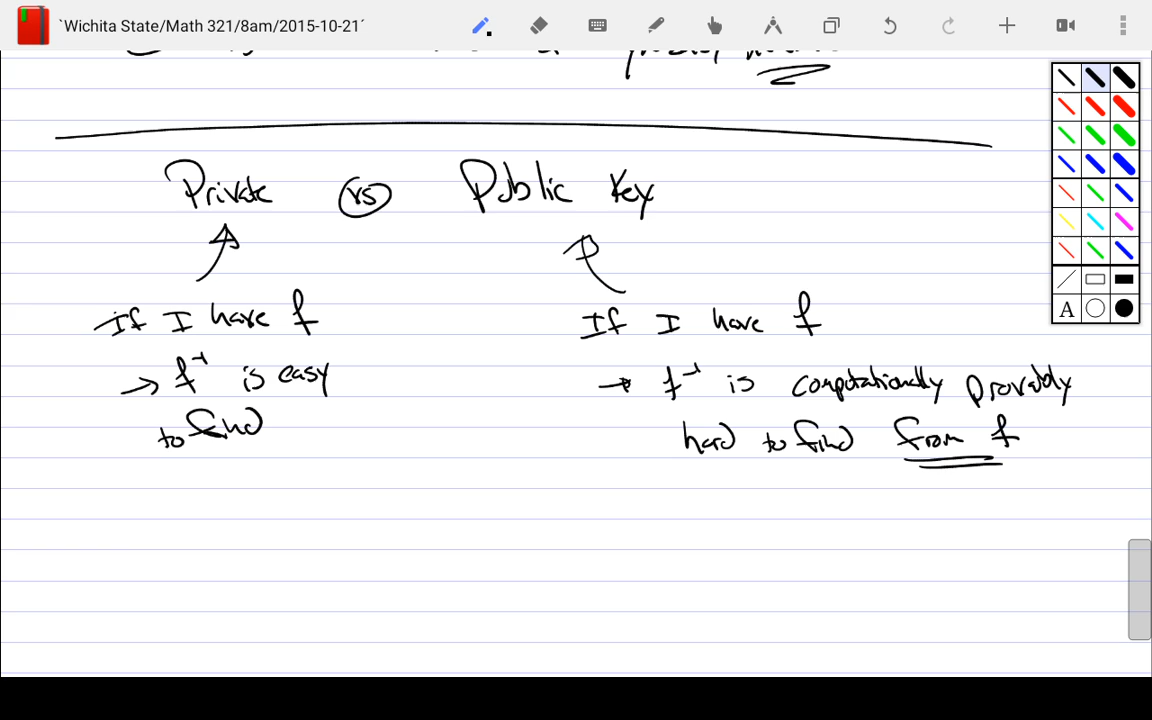 `Wichita State/Math 321/8am/2015-10-21´
Private vs Public Key
If I have f
→ f⁻¹ is easy
to find
If I have f
→ f⁻¹ is computationally provably
hard to find from f
A